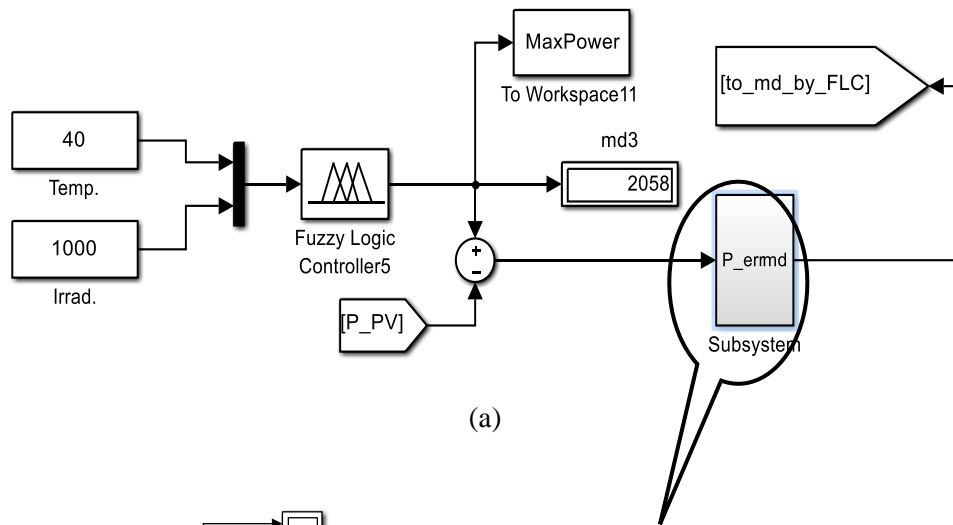 MaxPower
To Workspace11
[to_md_by_FLC]
md3
40
2058
Temp.
Fuzzy Logic
Controller5
+
−
1000
P_ermd
Irrad.
[P_PV]
Subsystem
(a)